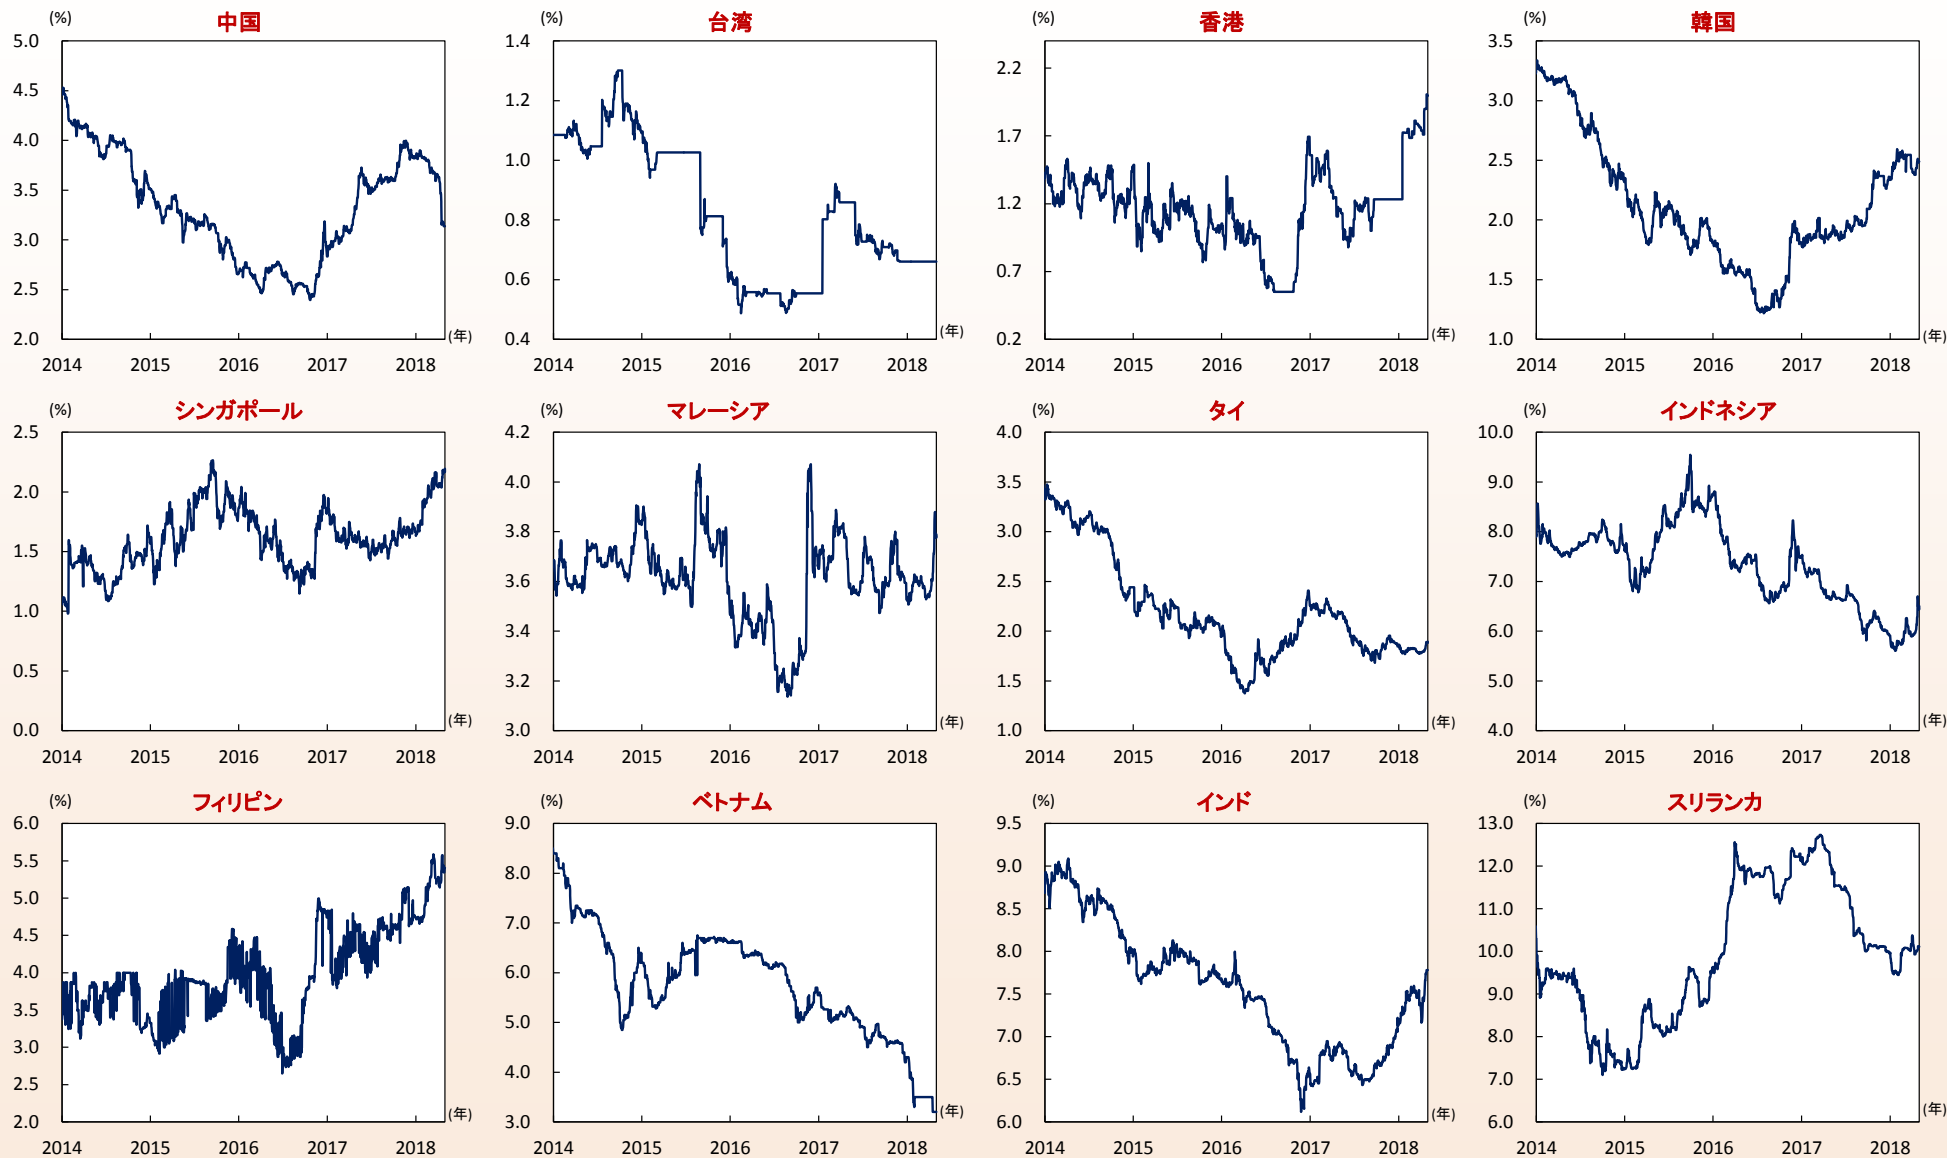 (%) 中国
5.0
4.5
4.0
3.5
3.0
2.5
2.0
(年)
2014 2015 2016 2017 2018
(%) 台湾
1.4
1.2
1.0
0.8
0.6
0.4
(年)
2014 2015 2016 2017 2018
(%) 香港
2.2
1.7
1.2
0.7
0.2
(年)
2014 2015 2016 2017 2018
(%) 韓国
3.5
3.0
2.5
2.0
1.5
1.0
(年)
2014 2015 2016 2017 2018
(%) シンガポール
2.5
2.0
1.5
1.0
0.5
0.0
(年)
2014 2015 2016 2017 2018
(%) マレーシア
4.2
4.0
3.8
3.6
3.4
3.2
3.0
(年)
2014 2015 2016 2017 2018
(%) タイ
4.0
3.5
3.0
2.5
2.0
1.5
1.0
(年)
2014 2015 2016 2017 2018
(%) インドネシア
10.0
9.0
8.0
7.0
6.0
5.0
4.0
(年)
2014 2015 2016 2017 2018
(%) フィリピン
6.0
5.5
5.0
4.5
4.0
3.5
3.0
2.5
2.0
(年)
2014 2015 2016 2017 2018
(%) ベトナム
9.0
8.0
7.0
6.0
5.0
4.0
3.0
(年)
2014 2015 2016 2017 2018
(%) インド
9.5
9.0
8.5
8.0
7.5
7.0
6.5
6.0
(年)
2014 2015 2016 2017 2018
(%) スリランカ
13.0
12.0
11.0
10.0
9.0
8.0
7.0
6.0
(年)
2014 2015 2016 2017 2018